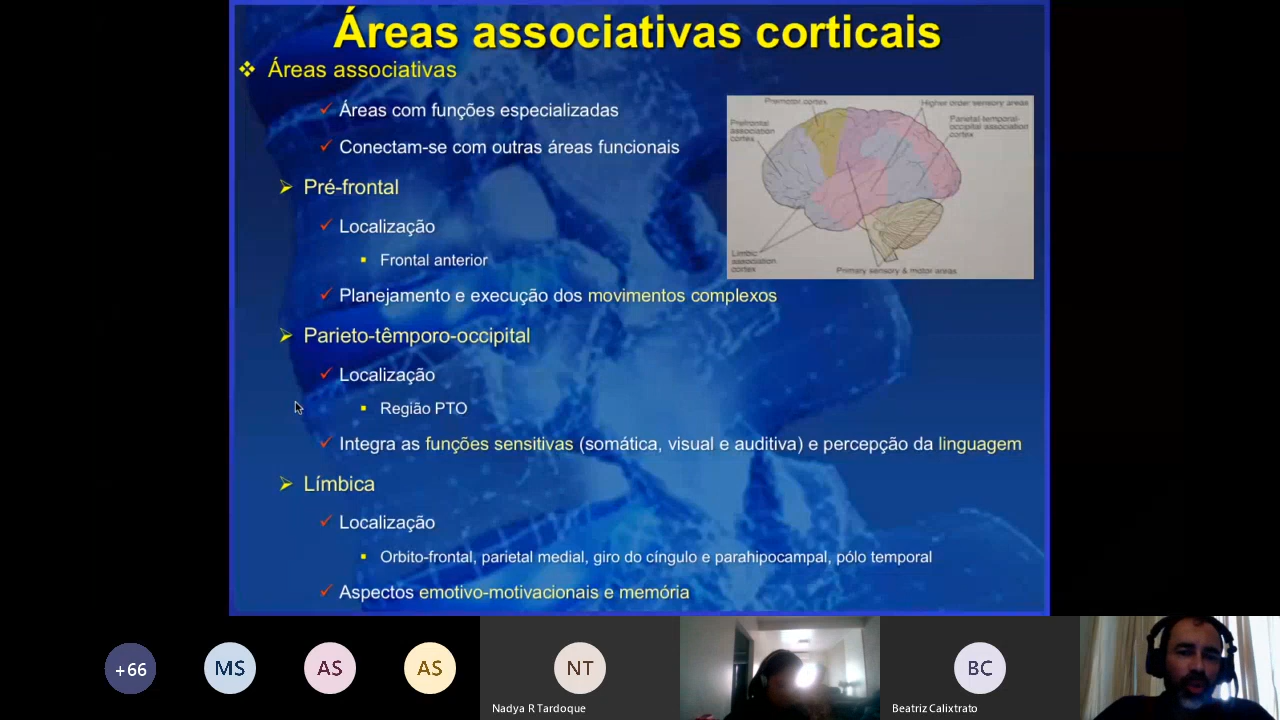 Áreas associativas corticais
Áreas associativas
Áreas com funções especializadas
Conectam-se com outras áreas funcionais
Premotor cortex
Higher order sensory areas
Prefrontal
association
cortex
Parietal-temporal-
occipital association
cortex
Limbic
association
cortex
Primary sensory & motor areas
Pré-frontal
Localização
Frontal anterior
Planejamento e execução dos movimentos complexos
Parieto-têmporo-occipital
Localização
Região PTO
Integra as funções sensitivas (somática, visual e auditiva) e percepção da linguagem
Límbica
Localização
Orbito-frontal, parietal medial, giro do cíngulo e parahipocampal, pólo temporal
Aspectos emotivo-motivacionais e memória
+66
MS
AS
AS
NT
Nadya R Tardoque
BC
Beatriz Calixtrato